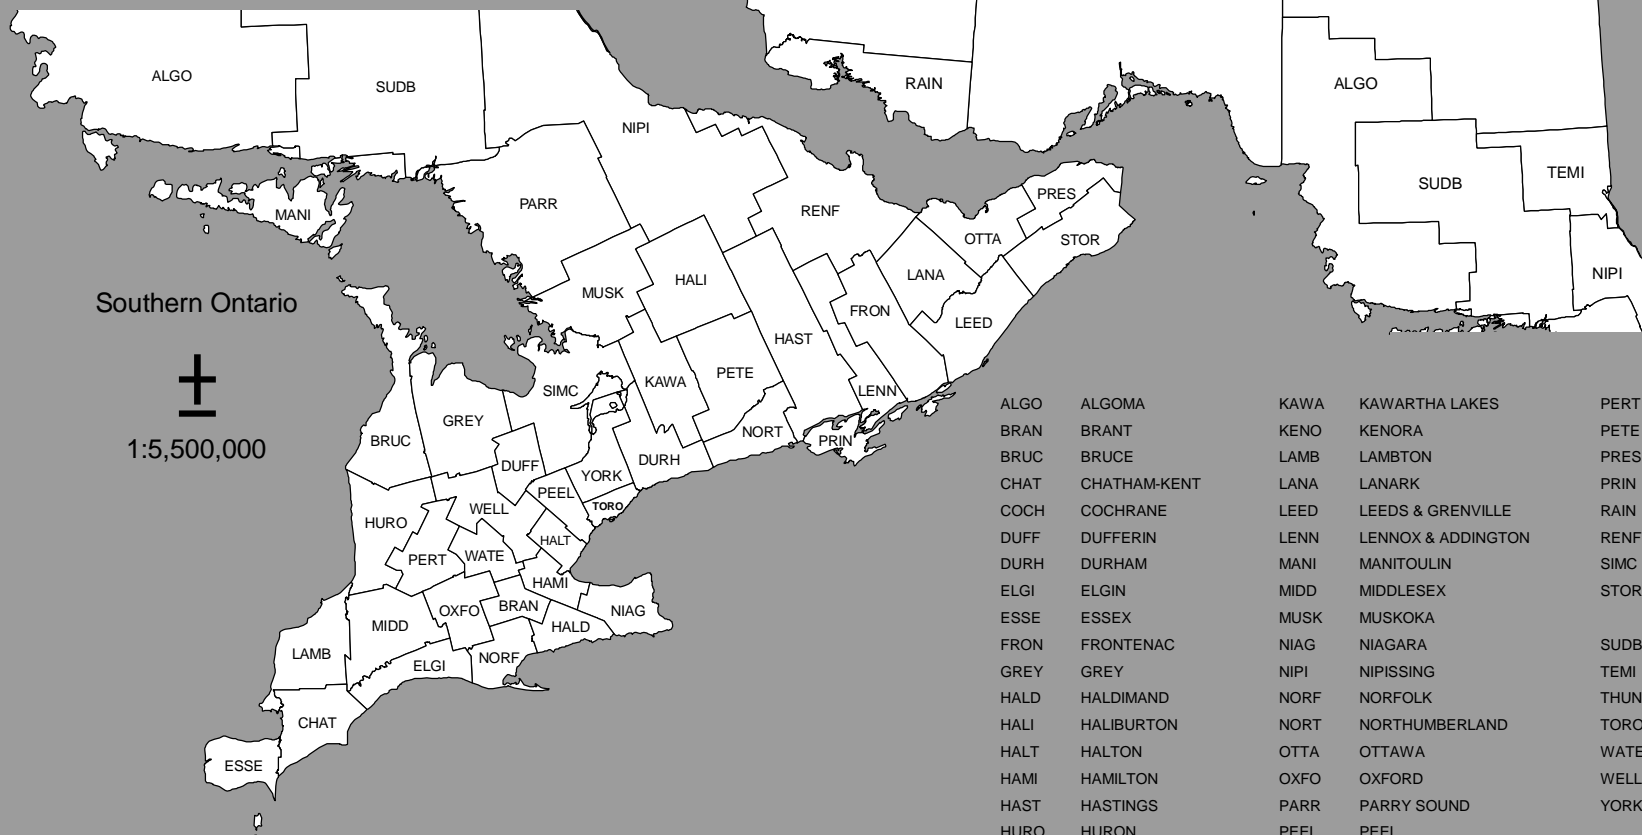 ALGO
SUDB
NIPI
PARR
MANI
MUSK
HALI
RENF
OTTA
PRES
STOR
LANA
LEED
FRON
HAST
LENN
PRIN
PETE
KAWA
NORT
DURH
SIMC
YORK
TORO
PEEL
GREY
BRUC
DUFF
WELL
HALT
HURO
PERT
WATE
HAMI
BRAN
OXFO
NIAG
HALD
NORF
ELGI
MIDD
LAMB
CHAT
ESSE
Southern Ontario
1:5,500,000
RAIN
ALGO
SUDB
TEMI
NIPI
ALGO ALGOMA
BRAN BRANT
BRUC BRUCE
CHAT CHATHAM-KENT
COCH COCHRANE
DUFF DUFFERIN
DURH DURHAM
ELGI ELGIN
ESSE ESSEX
FRON FRONTENAC
GREY GREY
HALD HALDIMAND
HALI HALIBURTON
HALT HALTON
HAMI HAMILTON
HAST HASTINGS
HURO HURON
KAWA KAWARTHA LAKES
KENO KENORA
LAMB LAMBTON
LANA LANARK
LEED LEEDS & GRENVILLE
LENN LENNOX & ADDINGTON
MANI MANITOULIN
MIDD MIDDLESEX
MUSK MUSKOKA
NIAG NIAGARA
NIPI NIPISSING
NORF NORFOLK
NORT NORTHUMBERLAND
OTTA OTTAWA
OXFO OXFORD
PARR PARRY SOUND
PEEL PEEL
PERT
PETE
PRES
PRIN
RAIN
RENF
SIMC
STOR
SUDB
TEMI
THUN
TORO
WATE
WELL
YORK